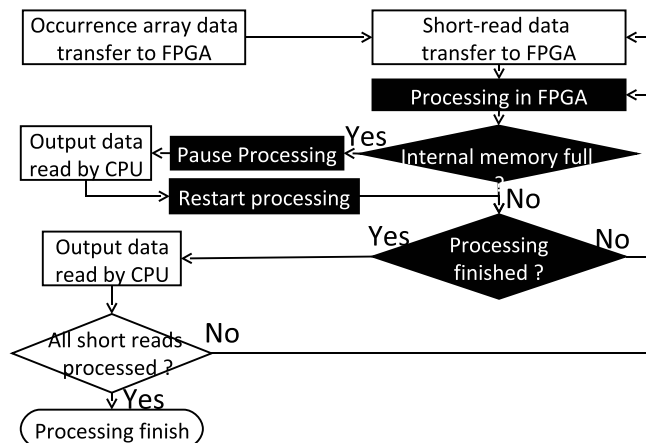 Occurrence array data
transfer to FPGA
Short-read data
transfer to FPGA
Processing in FPGA
Yes
Output data
read by CPU
Pause Processing
Internal memory full
?
Restart processing
No
Yes
Output data
read by CPU
Processing
finished ?
No
All short reads
processed ?
No
Yes
Processing finish